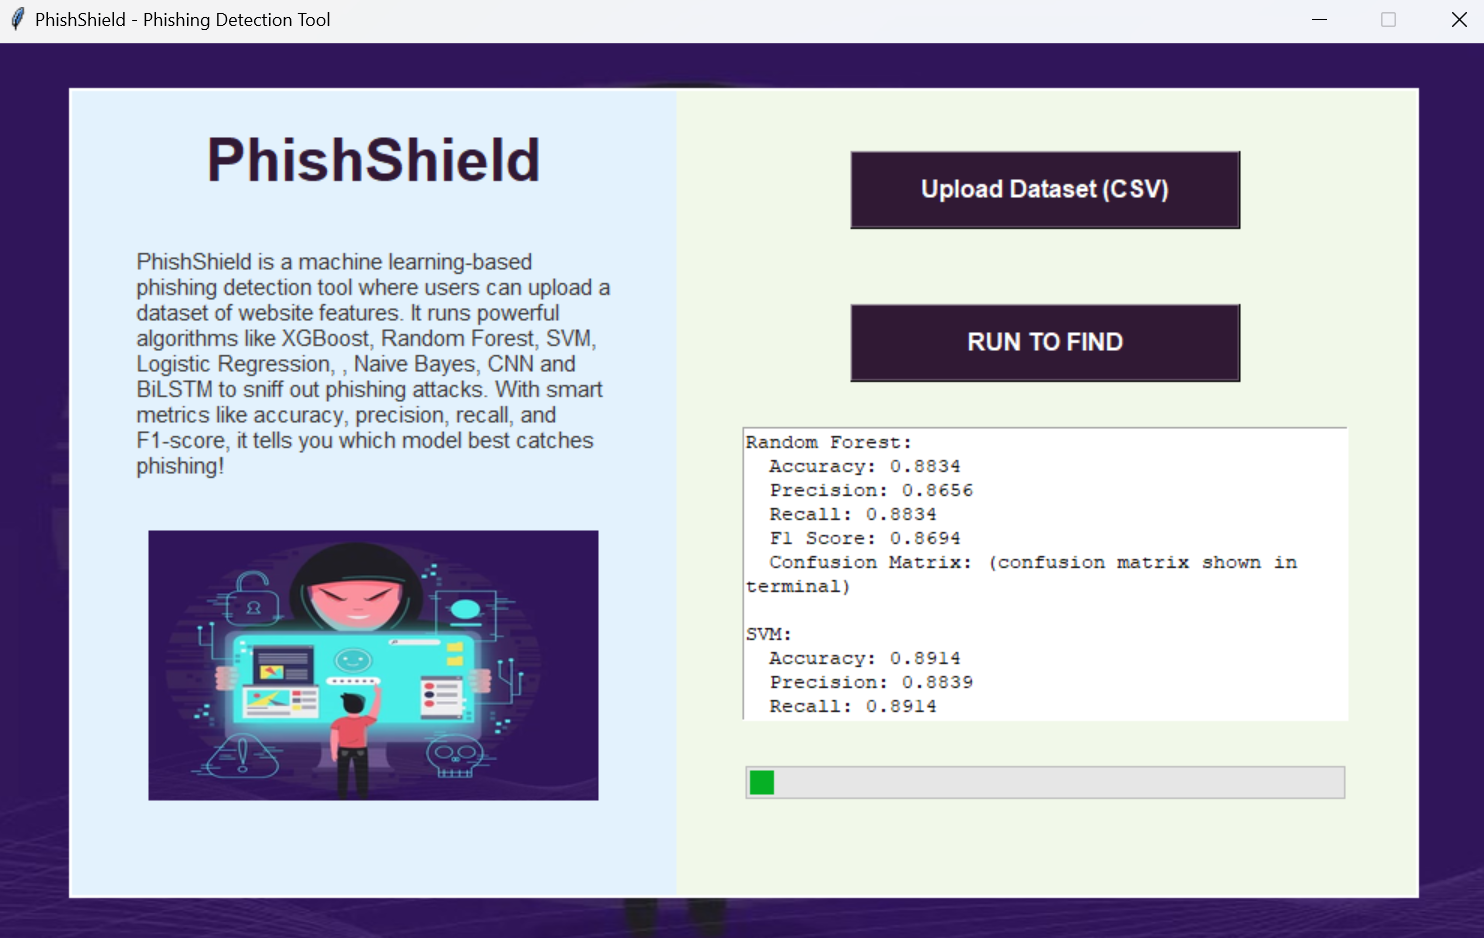 PhishShield - Phishing Detection Tool
PhishShield
PhishShield is a machine learning-based
phishing detection tool where users can upload a
dataset of website features. It runs powerful
algorithms like XGBoost, Random Forest, SVM,
Logistic Regression, , Naive Bayes, CNN and
BiLSTM to sniff out phishing attacks. With smart
metrics like accuracy, precision, recall, and
F1-score, it tells you which model best catches
phishing!
Upload Dataset (CSV)
RUN TO FIND
Random Forest:
  Accuracy: 0.8834
  Precision: 0.8656
  Recall: 0.8834
  F1 Score: 0.8694
  Confusion Matrix: (confusion matrix shown in
terminal)
SVM:
  Accuracy: 0.8914
  Precision: 0.8839
  Recall: 0.8914